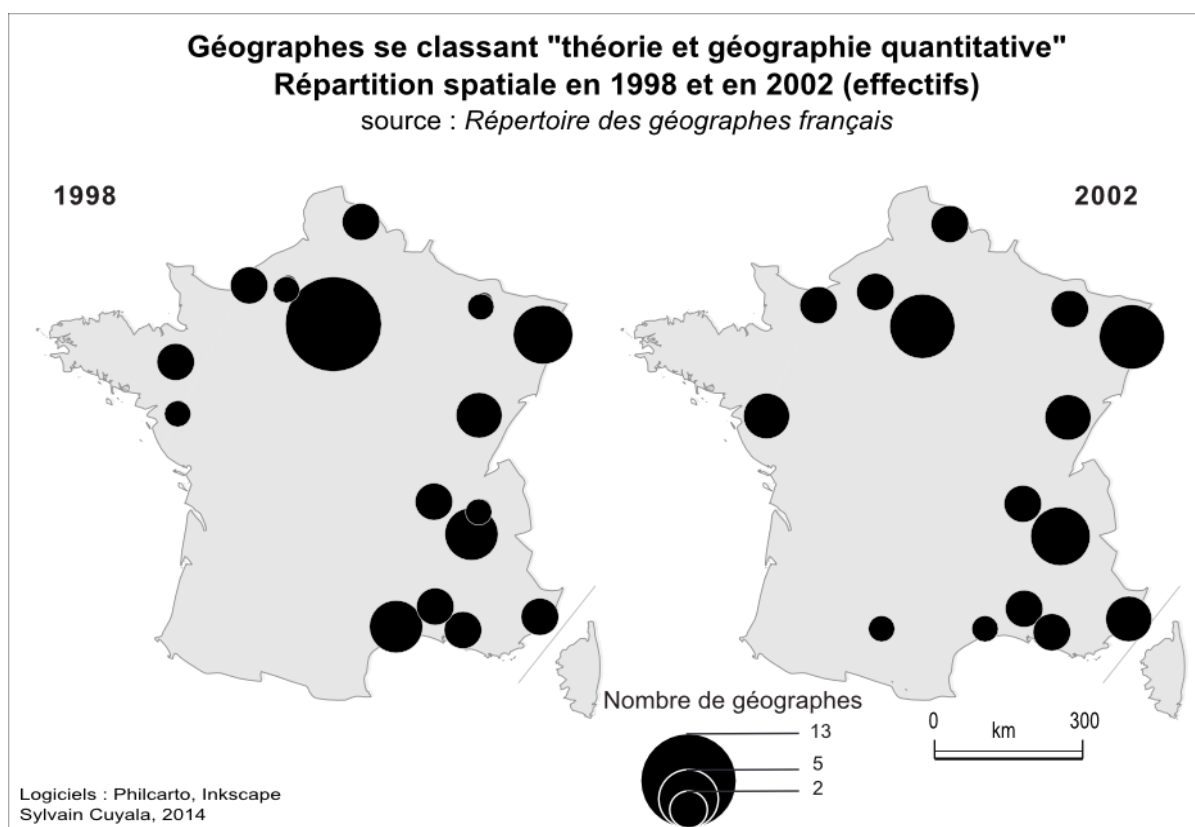 Géographes se classant "théorie et géographie quantitative"
Répartition spatiale en 1998 et en 2002 (effectifs)
source : Répertoire des géographes français
1998
2002
Nombre de géographes
13
5
2
0
km
300
Logiciels : Philcarto, Inkscape
Sylvain Cuyala, 2014